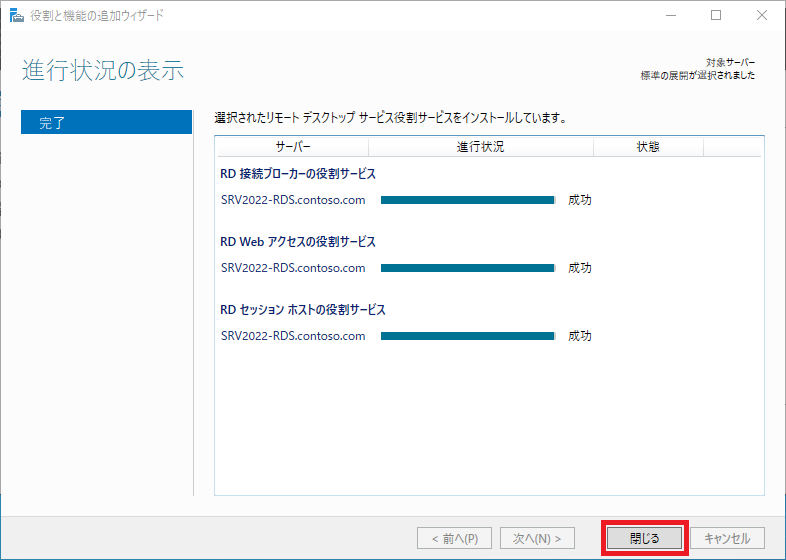 役割と機能の追加ウィザード
進行状況の表示
対象サーバー
標準の展開が選択されました
完了
選択されたリモート デスクトップ サービス役割サービスをインストールしています。
サーバー 進行状況 状態
RD 接続ブローカーの役割サービス
SRV2022-RDS.contoso.com 成功
RD Web アクセスの役割サービス
SRV2022-RDS.contoso.com 成功
RD セッション ホストの役割サービス
SRV2022-RDS.contoso.com 成功
< 前へ(P) 次へ(N) > 閉じる キャンセル